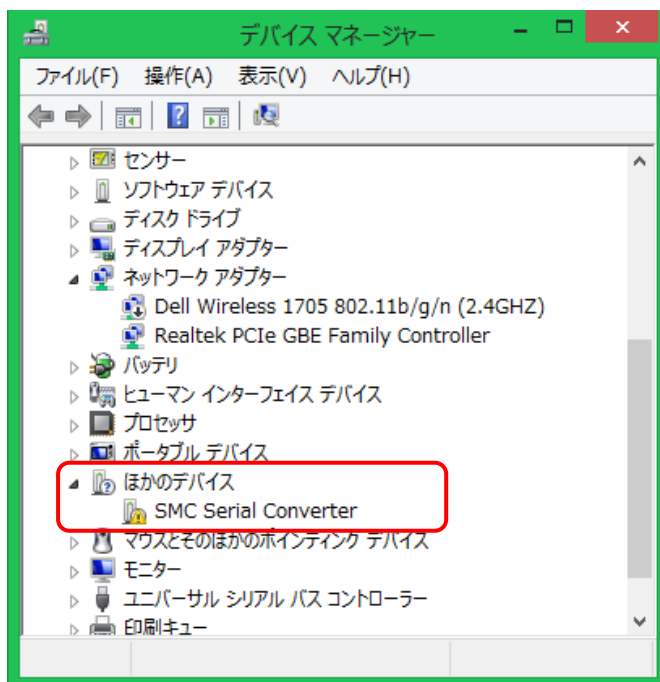 デバイス マネージャー
ファイル(F) 操作(A) 表示(V) ヘルプ(H)
センサー
ソフトウェア デバイス
ディスク ドライブ
ディスプレイ アダプター
ネットワーク アダプター
Dell Wireless 1705 802.11b/g/n (2.4GHZ)
Realtek PCIe GBE Family Controller
バッテリ
ヒューマン インターフェイス デバイス
プロセッサ
ポータブル デバイス
ほかのデバイス
SMC Serial Converter
マウスとそのほかのポインティング デバイス
モニター
ユニバーサル シリアル バス コントローラー
印刷キュー